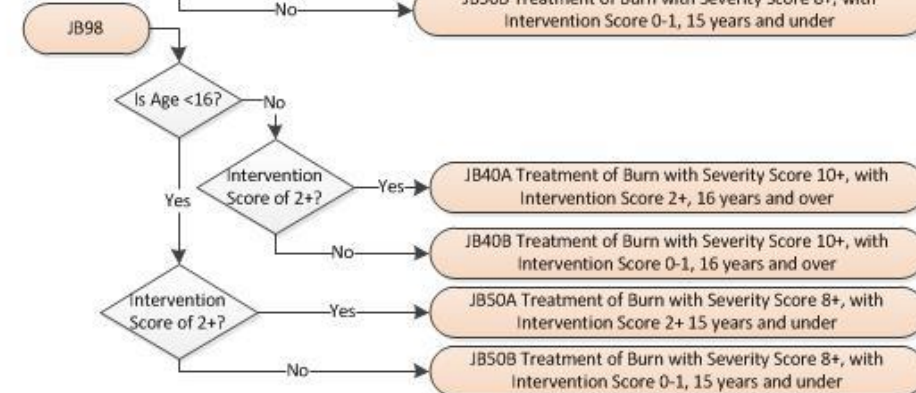 No
JB50B Treatment of Burn with Severity Score 8+, with
Intervention Score 0-1, 15 years and under
JB98
Is Age <16?
No
Intervention
Score of 2+?
Yes
JB40A Treatment of Burn with Severity Score 10+, with
Intervention Score 2+, 16 years and over
Yes
No
JB40B Treatment of Burn with Severity Score 10+, with
Intervention Score 0-1, 16 years and over
Intervention
Score of 2+?
Yes
JB50A Treatment of Burn with Severity Score 8+, with
Intervention Score 2+ 15 years and under
No
JB50B Treatment of Burn with Severity Score 8+, with
Intervention Score 0-1, 15 years and under